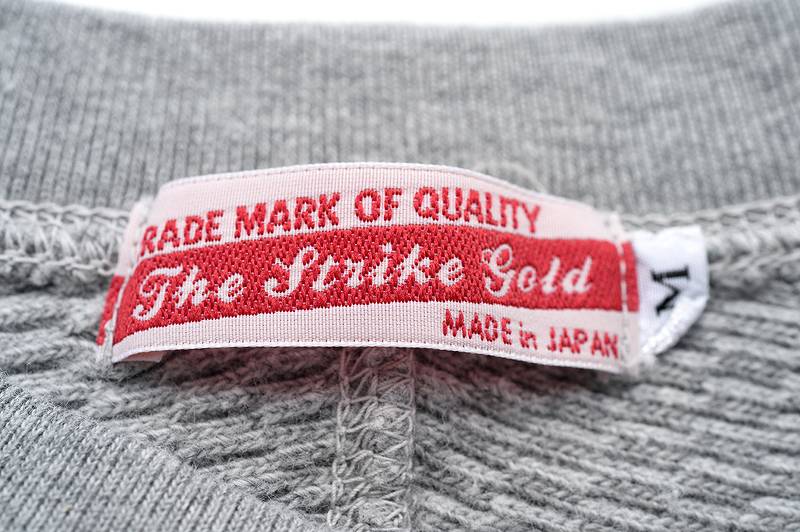 RADE MARK OF QUALITY
The Strike Gold
MADE in JAPAN
M